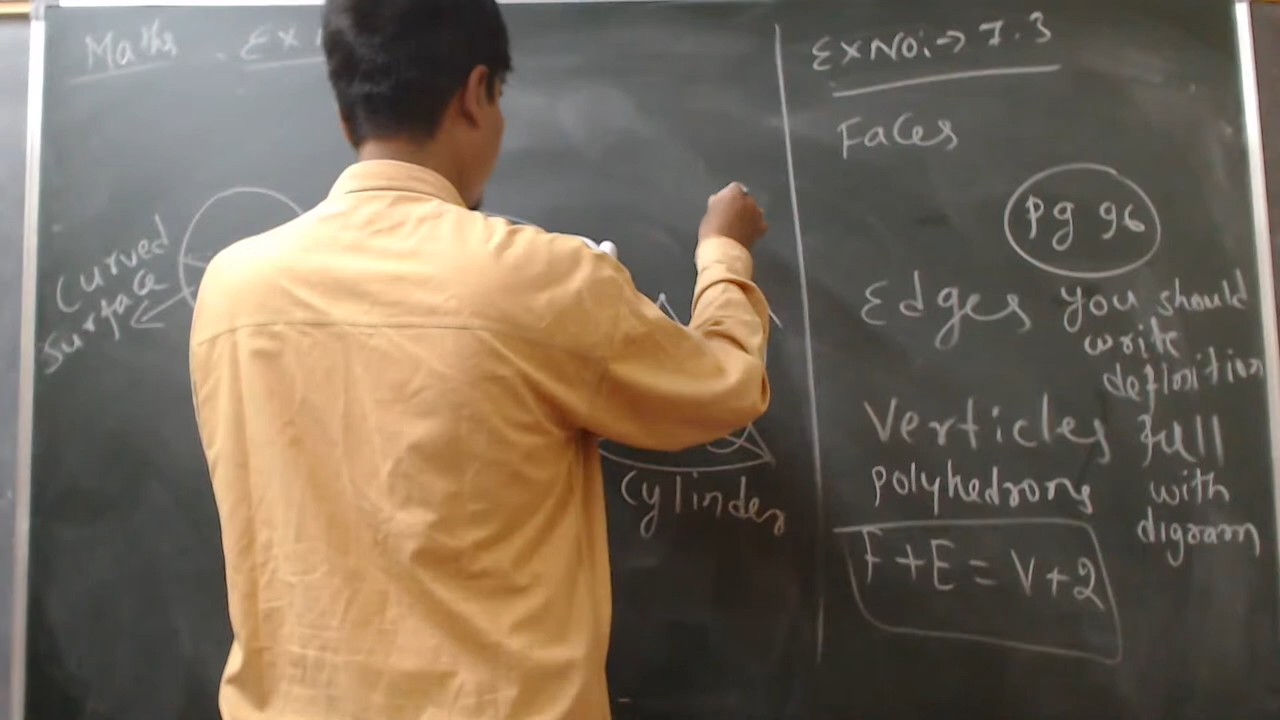 Maths Ex
Curved
surface
Cylinder
Ex No: → 7.3
Faces
Pg 96
Edges
you should
write
definition
full
with
digram
Verticles
polyhedrons
F + E = V + 2